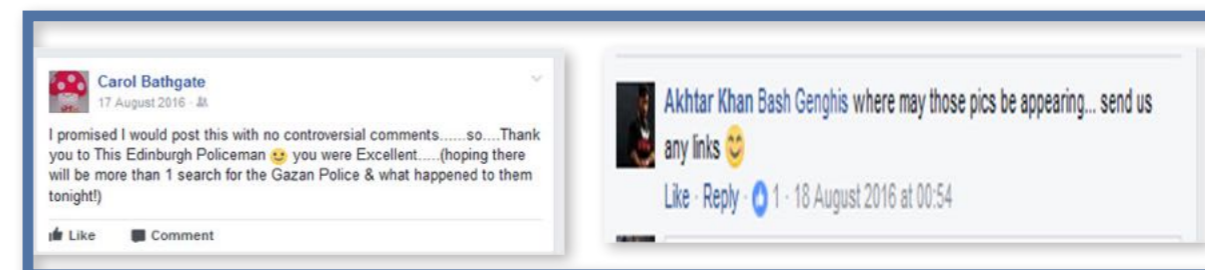 Carol Bathgate
17 August 2016 ·
I promised I would post this with no controversial comments......so....Thank
you to This Edinburgh Policeman 😉 you were Excellent.....(hoping there
will be more than 1 search for the Gazan Police & what happened to them
tonight!)
Like Comment
Akhtar Khan Bash Genghis where may those pics be appearing... send us
any links 😊
Like · Reply · 1 · 18 August 2016 at 00:54